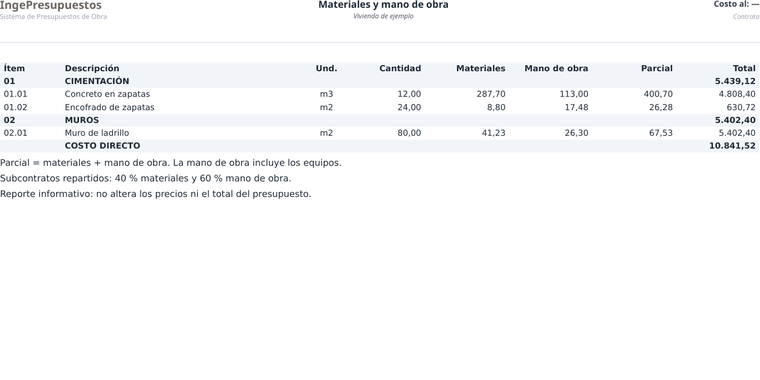 IngePresupuestos Materiales y mano de obra Costo al: —
Sistema de Presupuestos de Obra Vivienda de ejemplo Contrata
Ítem Descripción Und. Cantidad Materiales Mano de obra Parcial Total
01 CIMENTACIÓN 5.439,12
01.01 Concreto en zapatas m3 12,00 287,70 113,00 400,70 4.808,40
01.02 Encofrado de zapatas m2 24,00 8,80 17,48 26,28 630,72
02 MUROS 5.402,40
02.01 Muro de ladrillo m2 80,00 41,23 26,30 67,53 5.402,40
COSTO DIRECTO 10.841,52
Parcial = materiales + mano de obra. La mano de obra incluye los equipos.
Subcontratos repartidos: 40 % materiales y 60 % mano de obra.
Reporte informativo: no altera los precios ni el total del presupuesto.